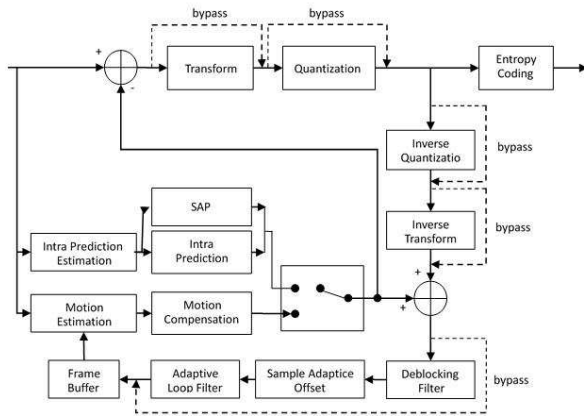 bypass
bypass
+
-
Transform
Quantization
Entropy
Coding
Inverse
Quantizatio
bypass
SAP
Intra Prediction
Estimation
Intra
Prediction
Inverse
Transform
bypass
+
+
Motion
Estimation
Motion
Compensation
Frame
Buffer
Adaptive
Loop Filter
Sample Adaptice
Offset
Deblocking
Filter
bypass